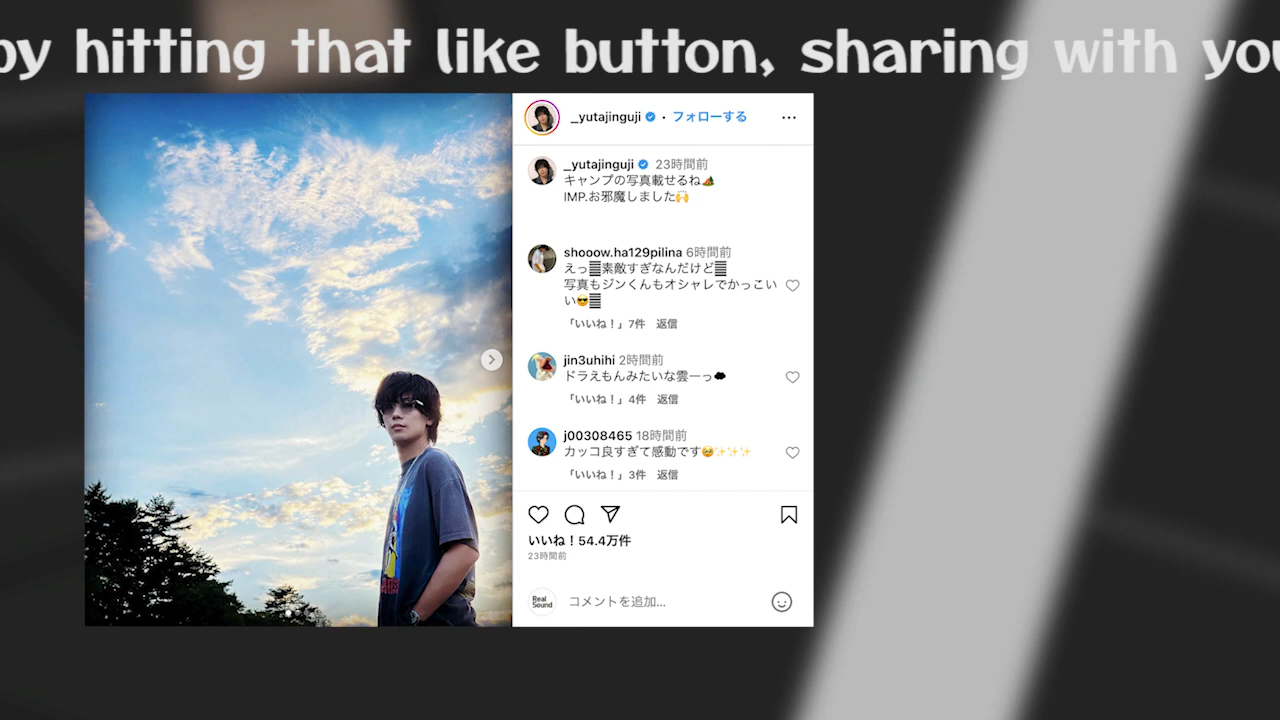 by hitting that like button, sharing with you
_yutajinguji • フォローする
_yutajinguji 23時間前
キャンプの写真載せるね🏕️
IMP.お邪魔しました🙌
shooow.ha129pilina 6時間前
えっ𓊆素敵すぎなんだけど
写真もジンくんもオシャレでかっこい
い😎
「いいね！」7件 返信
jin3uhihi 2時間前
ドラえもんみたいな雲ーっ☁
「いいね！」4件 返信
j00308465 18時間前
カッコ良すぎて感動です🥹✨✨✨
「いいね！」3件 返信
いいね！54.4万件
23時間前
Real
Sound
コメントを追加...